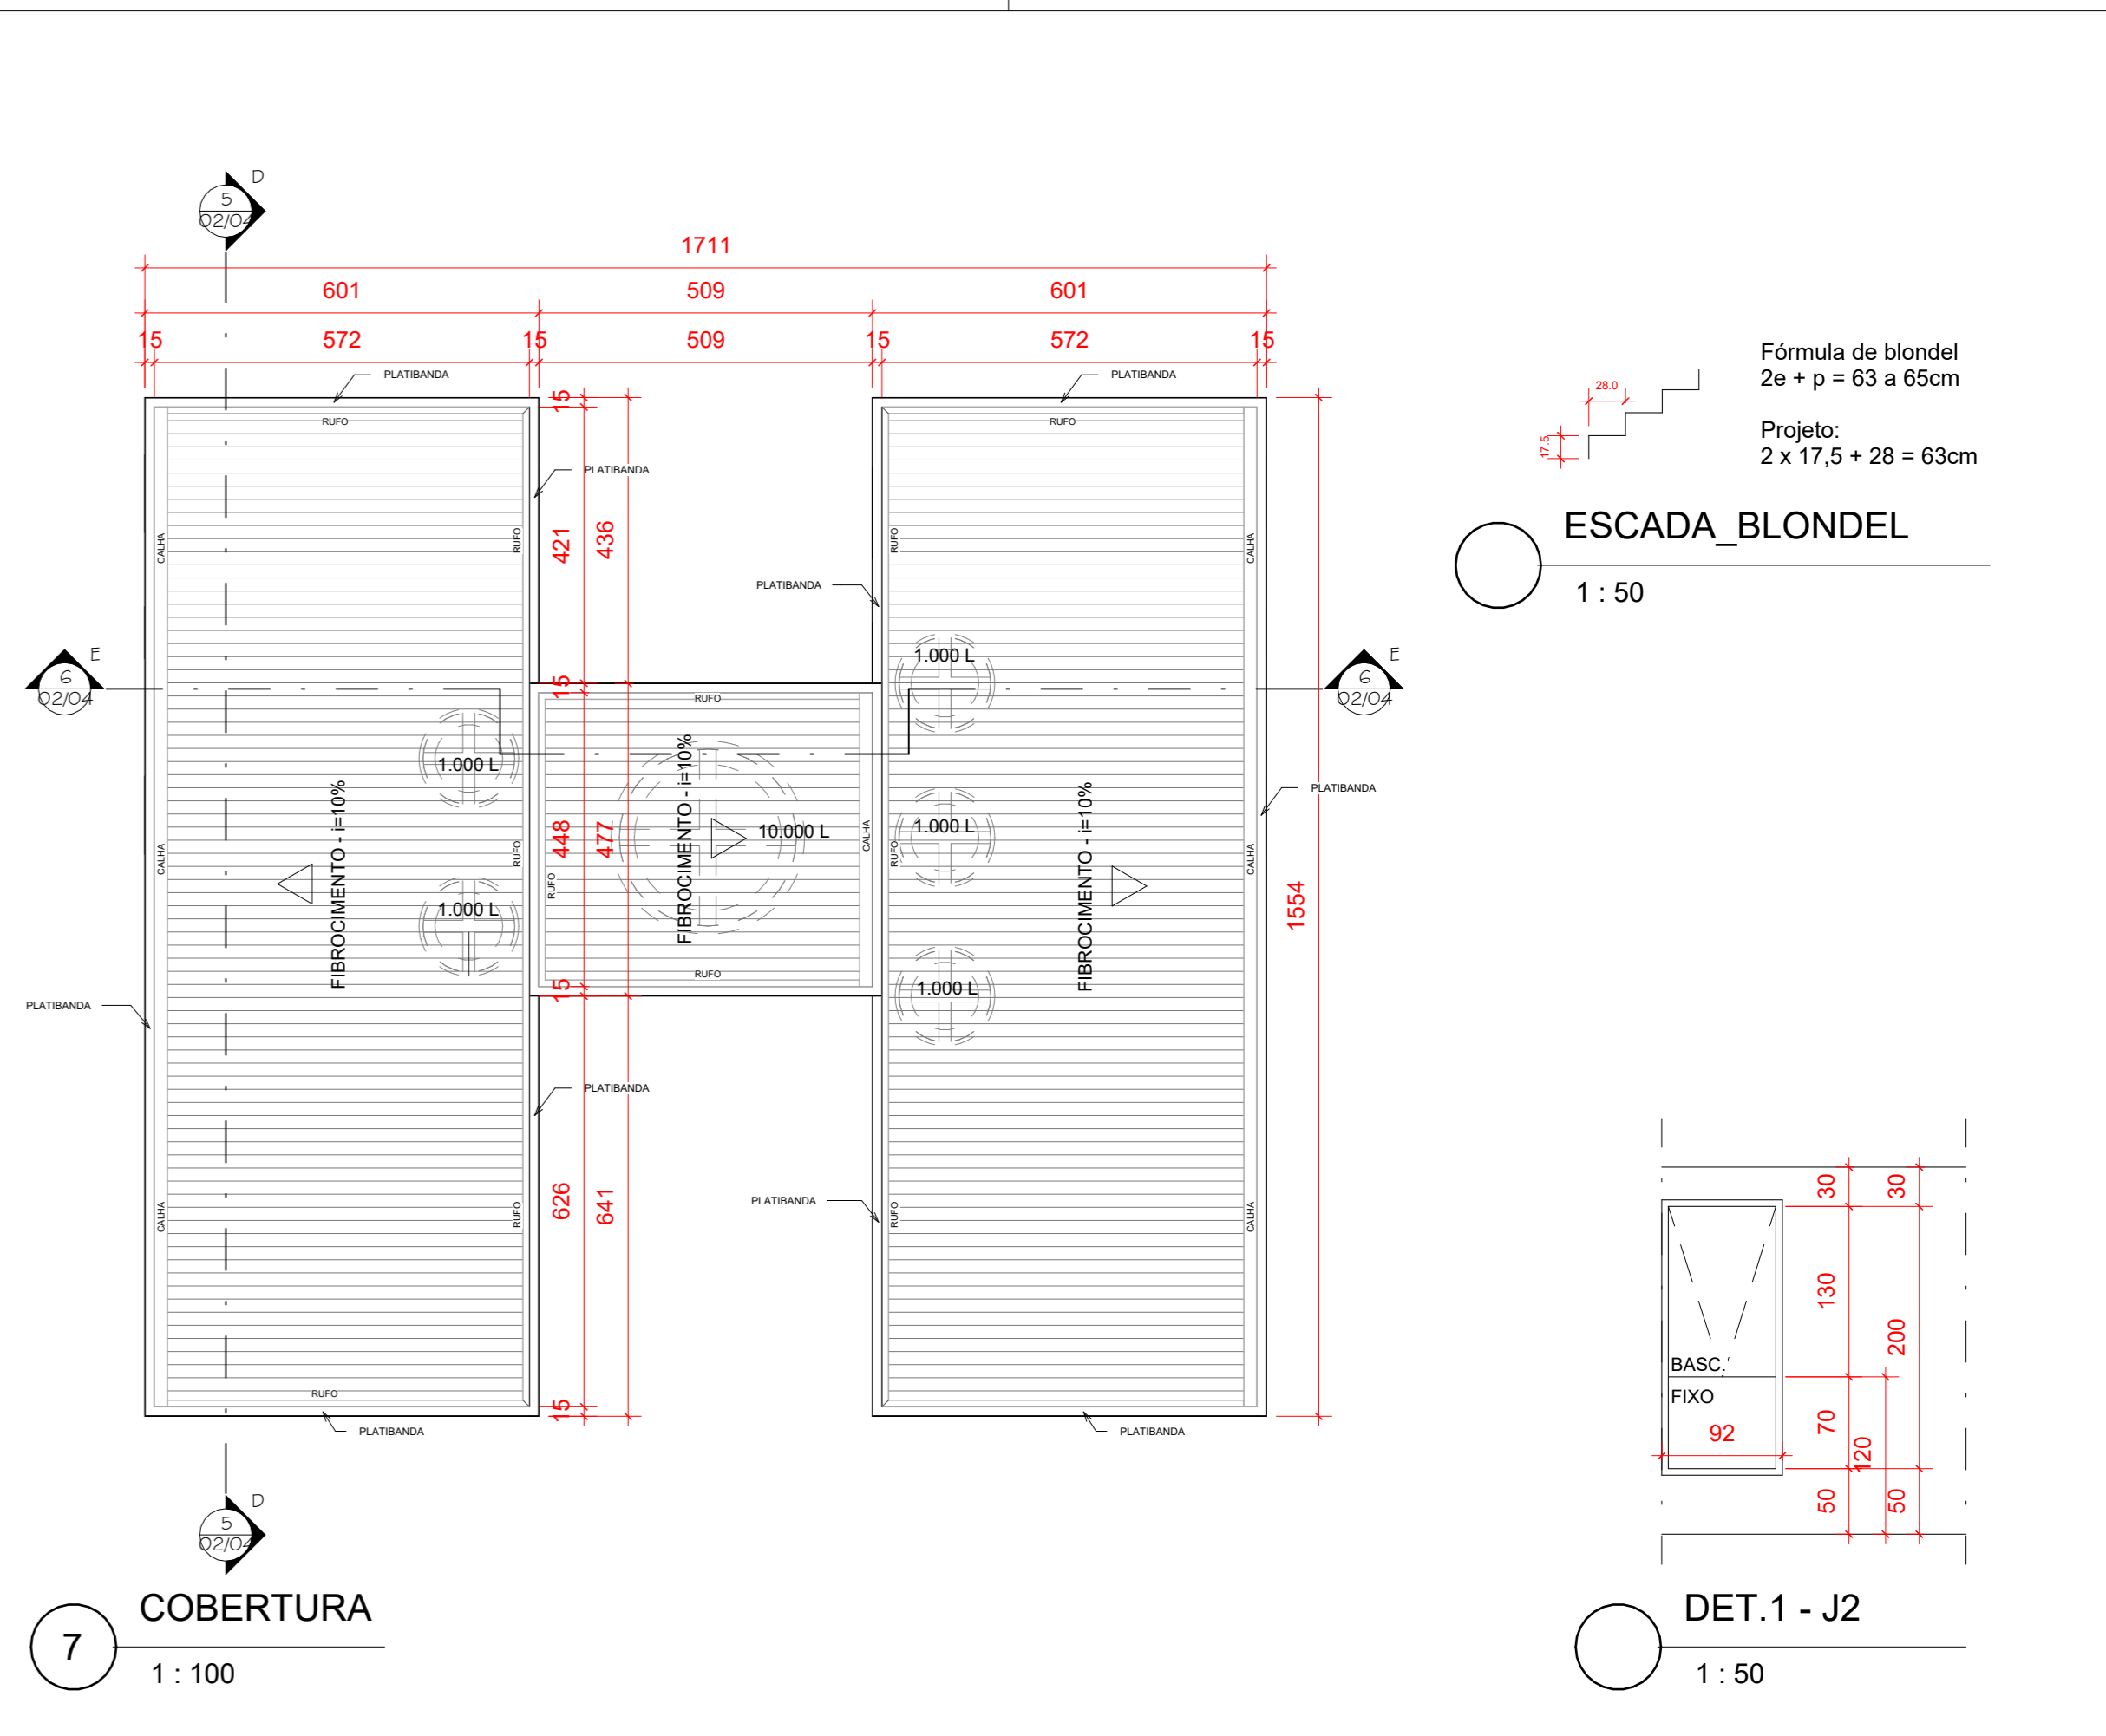 D
5
02/04
1711
601
509
601
15
572
15
509
15
572
15
PLATIBANDA
PLATIBANDA
RUFO
RUFO
15
PLATIBANDA
CALHA
RUFO
421
436
RUFO
CALHA
PLATIBANDA
E
6
02/04
1.000 L
E
6
02/04
15
RUFO
1.000 L
FIBROCIMENTO - i=10%
FIBROCIMENTO - i=10%
FIBROCIMENTO - i=10%
PLATIBANDA
CALHA
RUFO
448
477
10.000 L
CALHA
RUFO
1.000 L
CALHA
RUFO
1.000 L
1554
RUFO
15
1.000 L
PLATIBANDA
PLATIBANDA
CALHA
RUFO
626
641
PLATIBANDA
RUFO
CALHA
RUFO
15
PLATIBANDA
PLATIBANDA
D
5
02/04
7
COBERTURA
1 : 100
28.0
17.5
Fórmula de blondel
2e + p = 63 a 65cm
Projeto:
2 x 17,5 + 28 = 63cm
ESCADA_BLONDEL
1 : 50
30
30
130
200
BASC.
FIXO
92
70
120
50
50
DET.1 - J2
1 : 50